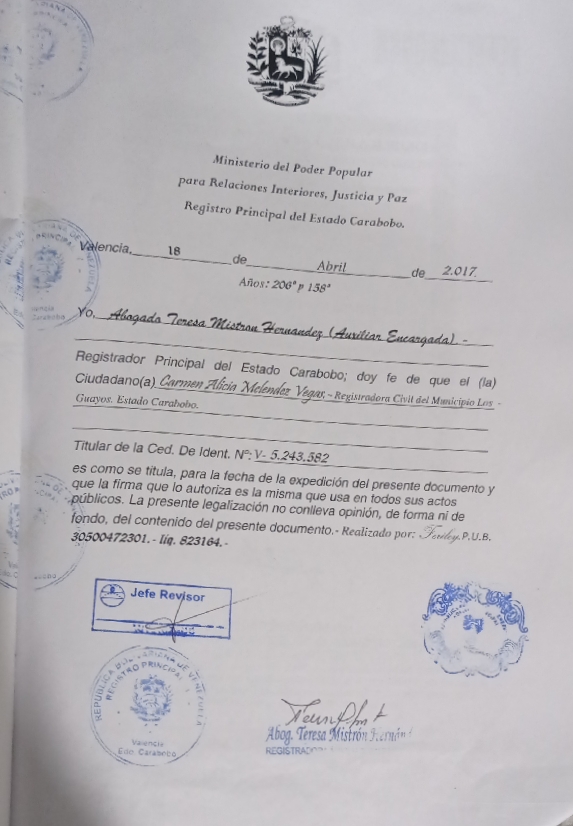 Ministerio del Poder Popular
para Relaciones Interiores, Justicia y Paz
Registro Principal del Estado Carabobo.
Valencia, 18 de Abril de 2.017
Años: 206° y 158°
Yo, Abogada Teresa Mistron Hernandez (Auxiliar Encargada). -
Registrador Principal del Estado Carabobo; doy fe de que el (la)
Ciudadano(a) Carmen Alicia Melendez Vegas, - Registradora Civil del Municipio Los -
Guayos. Estado Carabobo.
Titular de la Ced. De Ident. N°: V- 5.243.582
es como se titula, para la fecha de la expedición del presente documento y
que la firma que lo autoriza es la misma que usa en todos sus actos
públicos. La presente legalización no conlleva opinión, de forma ni de
fondo, del contenido del presente documento.- Realizado por: P.U.B.
30500472301. - liq. 823164. -
Jefe Revisor
REPÚBLICA BOLIVARIANA DE VENEZUELA
REGISTRO PRINCIPAL
Valencia
Edo. Carabobo
Abog. Teresa Mistrón